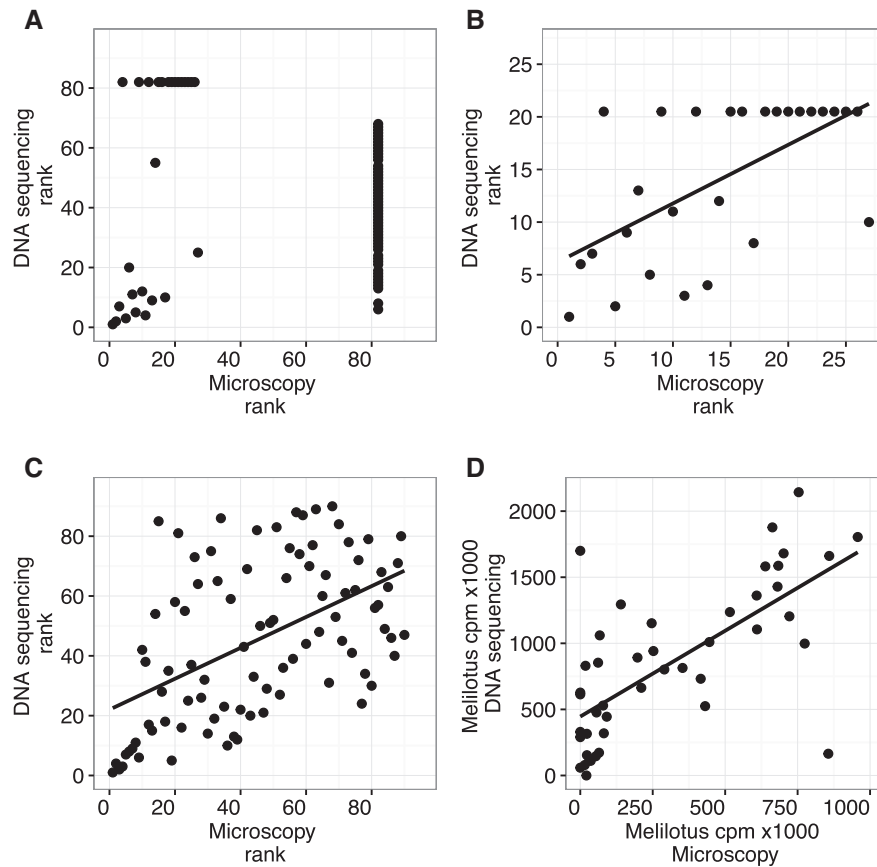 A
80
60
40
20
0
DNA sequencing
rank
0 20 40 60 80
Microscopy
rank
B
25
20
15
10
5
0
DNA sequencing
rank
0 5 10 15 20 25
Microscopy
rank
C
80
60
40
20
0
DNA sequencing
rank
0 20 40 60 80
Microscopy
rank
D
2000
1500
1000
500
0
Melilotus cpm x1000
DNA sequencing
0 250 500 750 1000
Melilotus cpm x1000
Microscopy